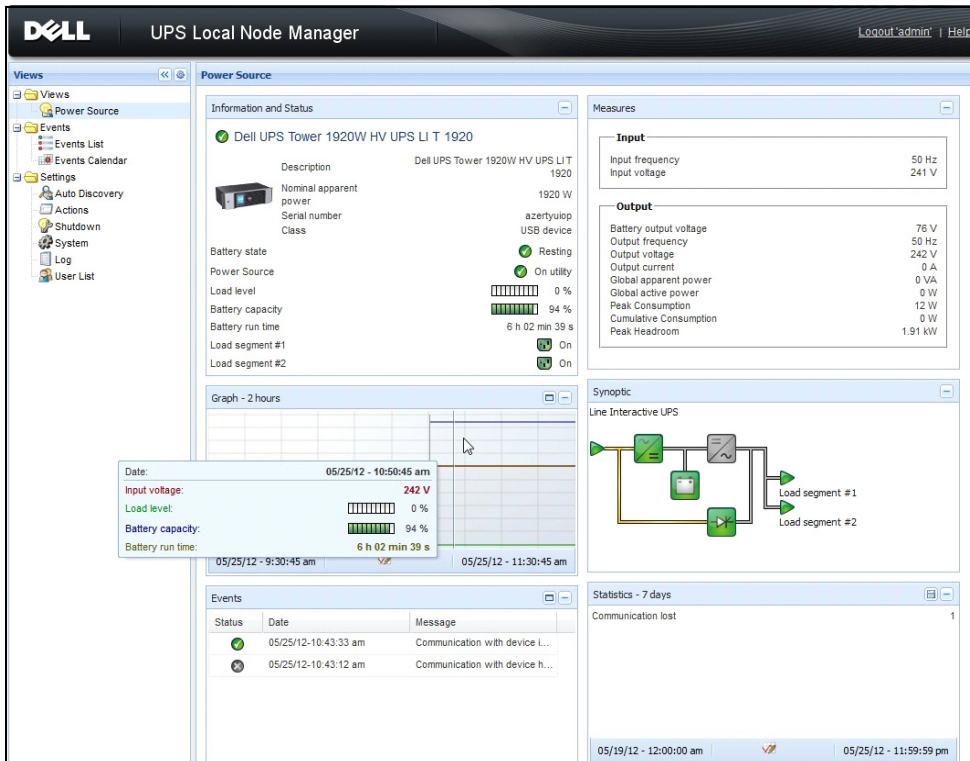 DELL
UPS Local Node Manager
Logout 'admin' | Help
Views
Views
Power Source
Events
Events List
Events Calendar
Settings
Auto Discovery
Actions
Shutdown
System
Log
User List
Power Source
Information and Status
Dell UPS Tower 1920W HV UPS LI T 1920
Description Dell UPS Tower 1920W HV UPS LI T
1920
Nominal apparent
power 1920 W
Serial number azertyuiop
Class USB device
Battery state Resting
Power Source On utility
Load level 0 %
Battery capacity 94 %
Battery run time 6 h 02 min 39 s
Load segment #1 On
Load segment #2 On
Measures
Input
Input frequency 50 Hz
Input voltage 241 V
Output
Battery output voltage 76 V
Output frequency 50 Hz
Output voltage 242 V
Output current 0 A
Global apparent power 0 VA
Global active power 0 W
Peak Consumption 12 W
Cumulative Consumption 0 W
Peak Headroom 1.91 kW
Graph - 2 hours
Date: 05/25/12 - 10:50:45 am
Input voltage: 242 V
Load level: 0 %
Battery capacity: 94 %
Battery run time: 6 h 02 min 39 s
05/25/12 - 9:30:45 am 05/25/12 - 11:30:45 am
Synoptic
Line Interactive UPS
Load segment #1
Load segment #2
Events
Status Date Message
05/25/12-10:43:33 am Communication with device i...
05/25/12-10:43:12 am Communication with device h...
Statistics - 7 days
Communication lost 1
05/19/12 - 12:00:00 am 05/25/12 - 11:59:59 pm